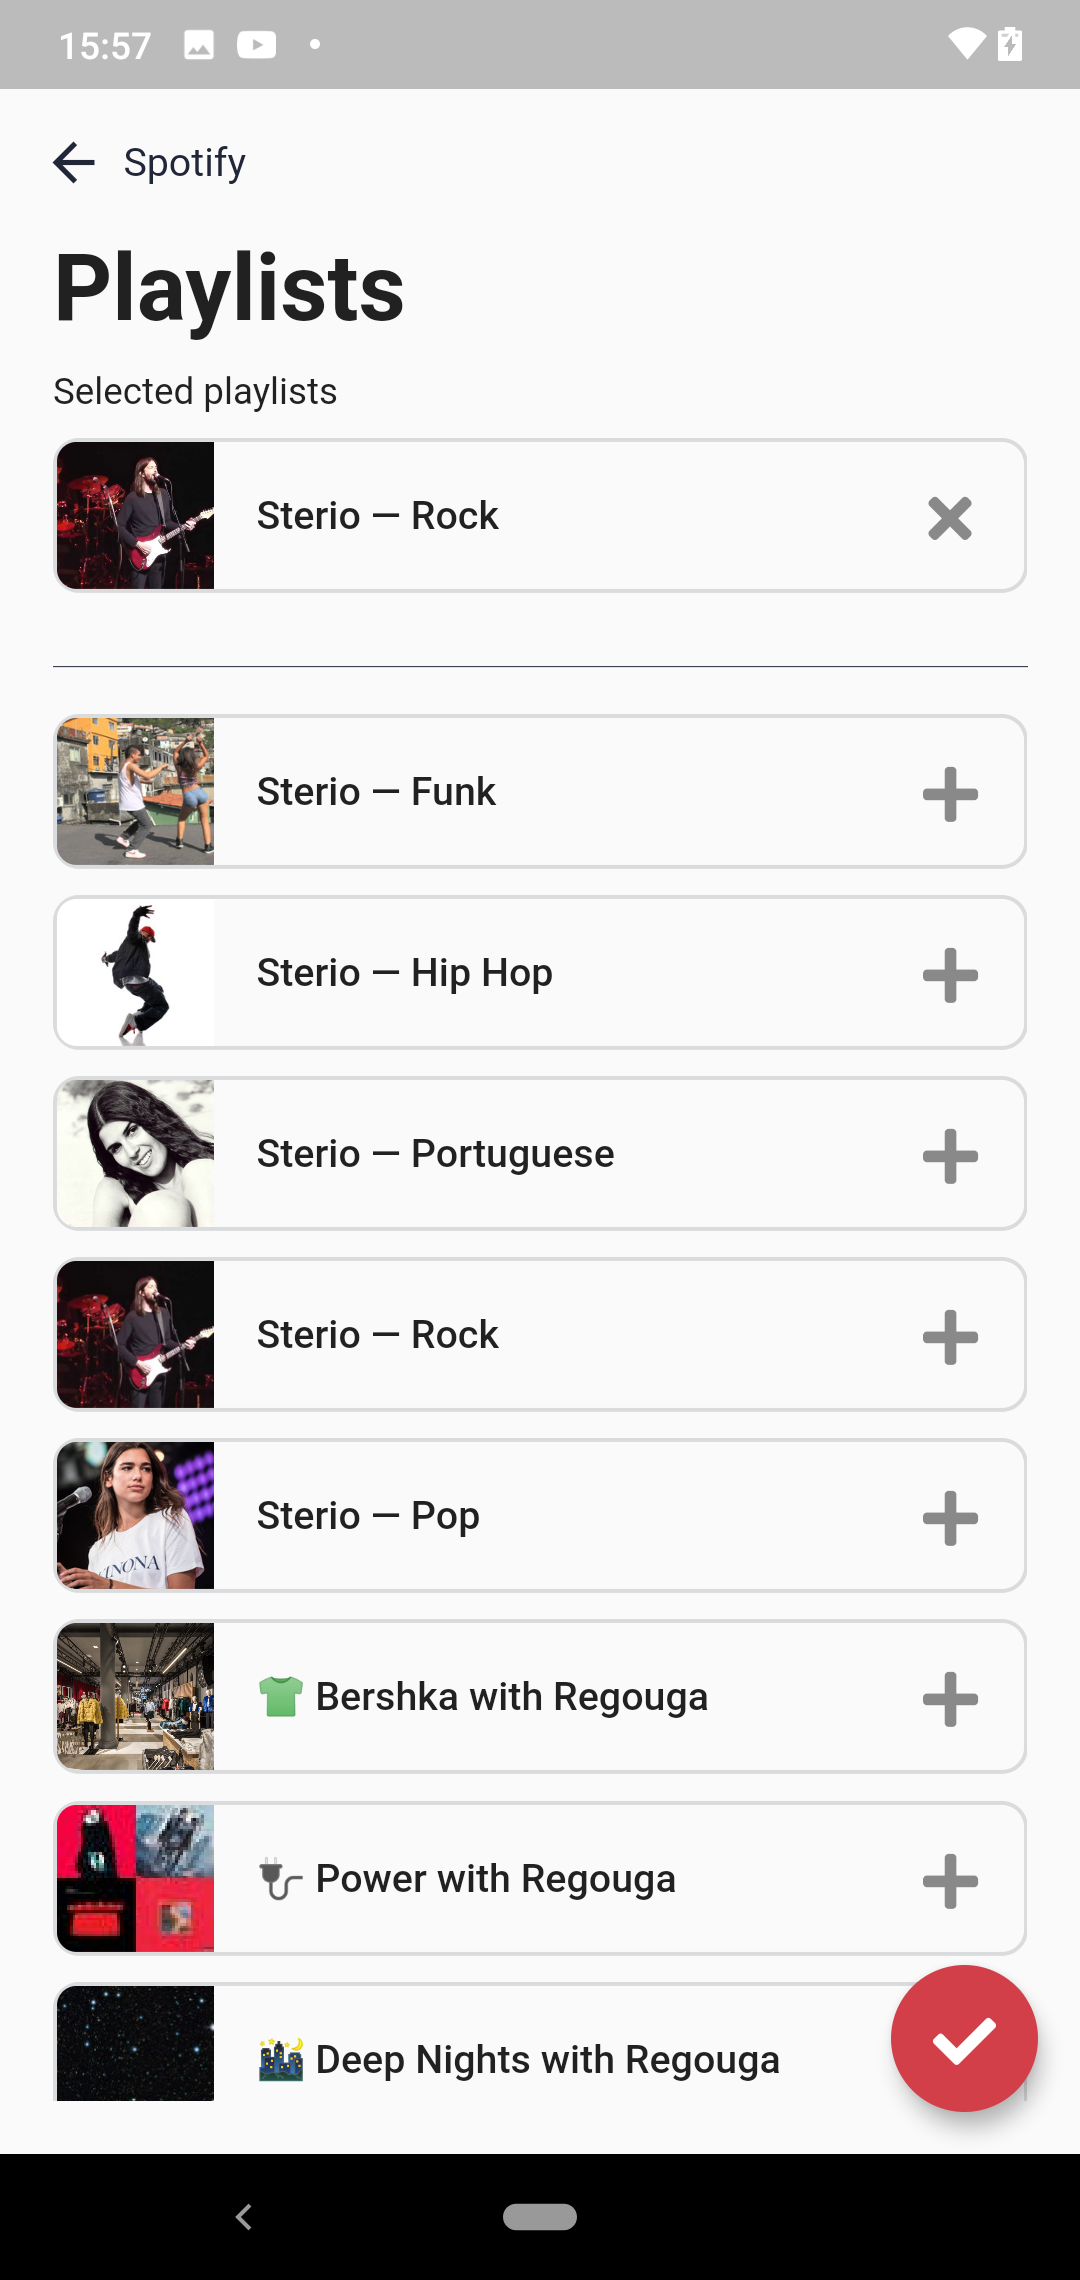 15:57
Spotify
Playlists
Selected playlists
Sterio — Rock
Sterio — Funk
Sterio — Hip Hop
Sterio — Portuguese
Sterio — Rock
Sterio — Pop
INONA
👕 Bershka with Regouga
🔌 Power with Regouga
🌃 Deep Nights with Regouga